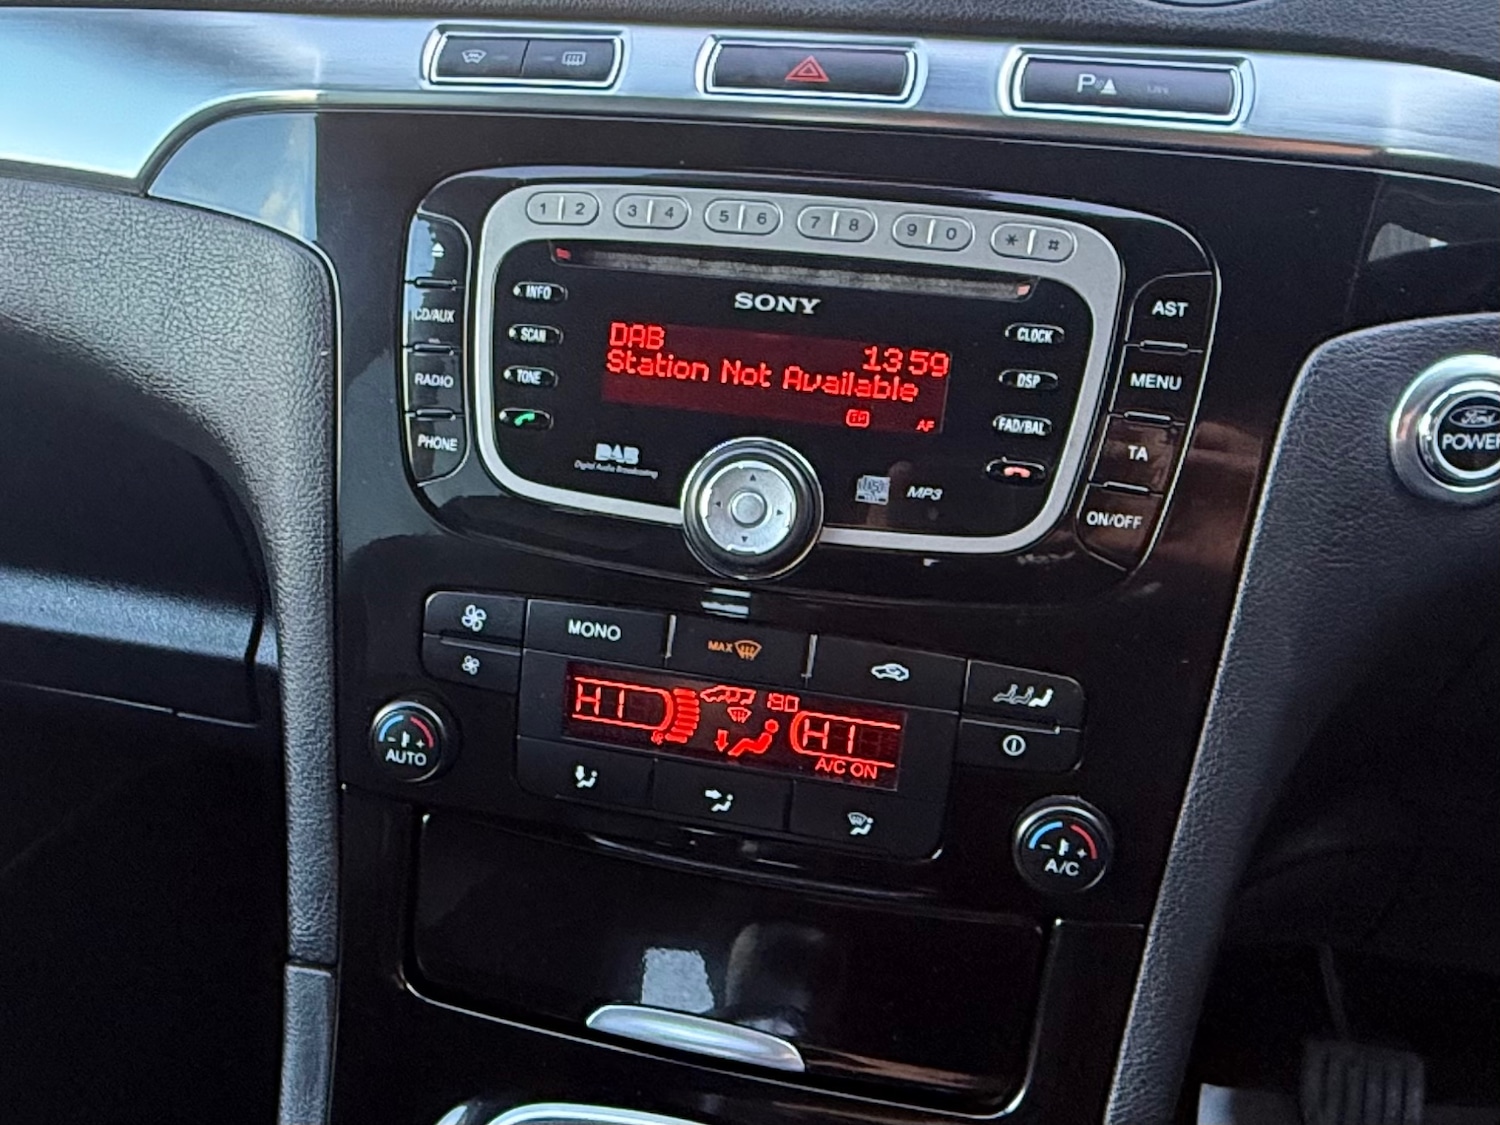 P
1 2 3 4 5 6 7 8 9 0 * #
INFO
SCAN
TONE
CD/AUX
RADIO
PHONE
SONY
DAB
13 59
Station Not Available
AF
CLOCK
DSP
FAD/BAL
AST
MENU
TA
ON/OFF
DAB
Digital Audio Broadcasting
MP3
Ford
POWER
MONO
MAX
HI
190
HI
A/C ON
AUTO
A/C